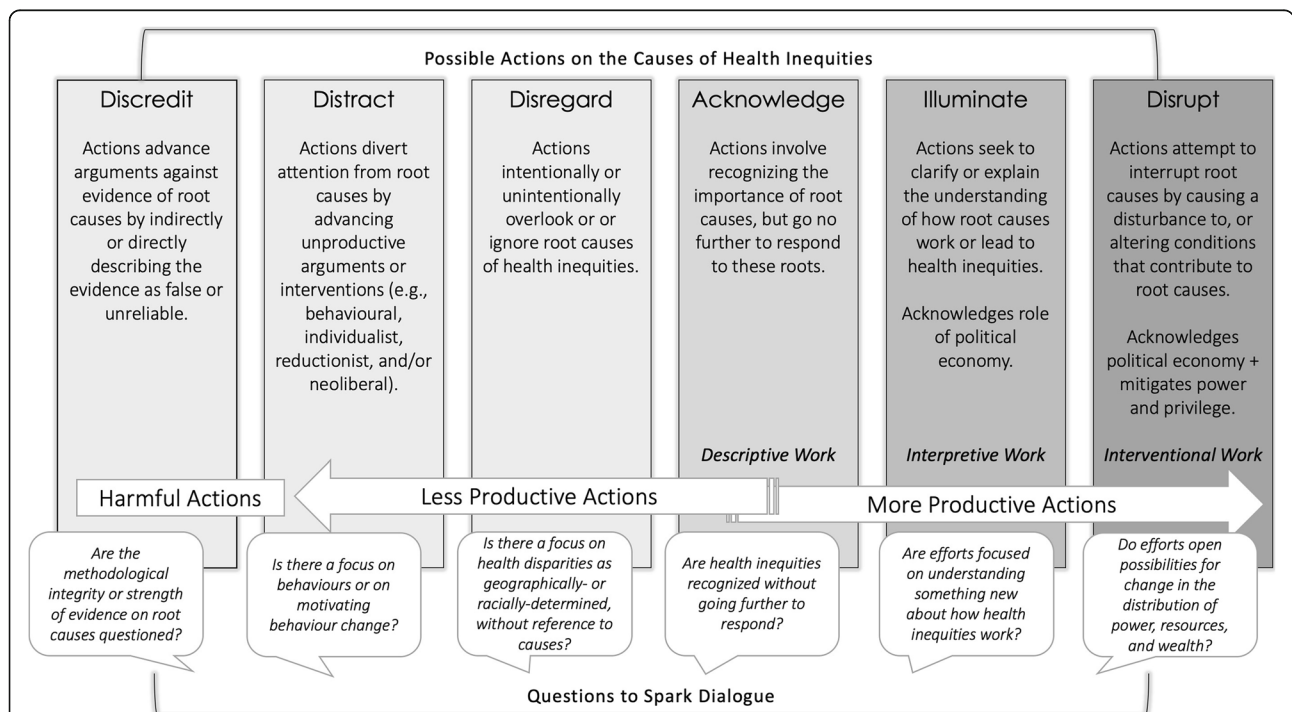 Possible Actions on the Causes of Health Inequities
Discredit
Actions advance
arguments against
evidence of root
causes by indirectly
or directly
describing the
evidence as false or
unreliable.
Distract
Actions divert
attention from root
causes by
advancing
unproductive
arguments or
interventions (e.g.,
behavioural,
individualist,
reductionist, and/or
neoliberal).
Disregard
Actions
intentionally or
unintentionally
overlook or or
ignore root causes
of health inequities.
Acknowledge
Actions involve
recognizing the
importance of root
causes, but go no
further to respond
to these roots.
Descriptive Work
Illuminate
Actions seek to
clarify or explain
the understanding
of how root causes
work or lead to
health inequities.
Acknowledges role
of political
economy.
Interpretive Work
Disrupt
Actions attempt to
interrupt root
causes by causing a
disturbance to, or
altering conditions
that contribute to
root causes.
Acknowledges
political economy +
mitigates power
and privilege.
Interventional Work
Harmful Actions
Less Productive Actions
More Productive Actions
Are the
methodological
integrity or strength
of evidence on root
causes questioned?
Is there a focus on
behaviours or on
motivating
behaviour change?
Is there a focus on
health disparities as
geographically- or
racially-determined,
without reference to
causes?
Are health inequities
recognized without
going further to
respond?
Are efforts focused
on understanding
something new
about how health
inequities work?
Do efforts open
possibilities for
change in the
distribution of
power, resources,
and wealth?
Questions to Spark Dialogue